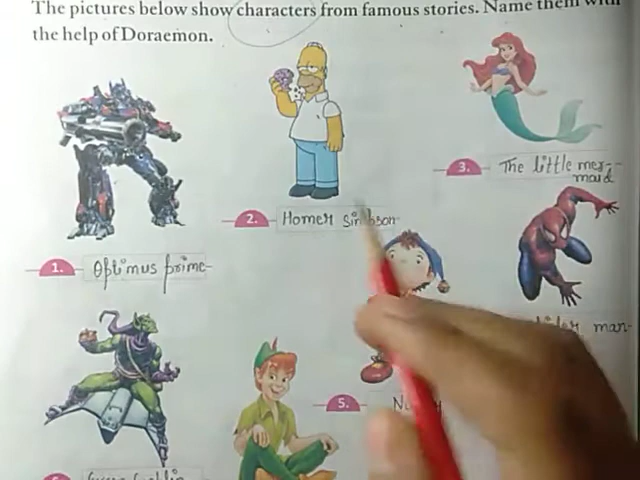 The pictures below show characters from famous stories. Name them with
the help of Doraemon.
3. The little mer-
maid
2. Homer
1. Optimus prime
man
5.